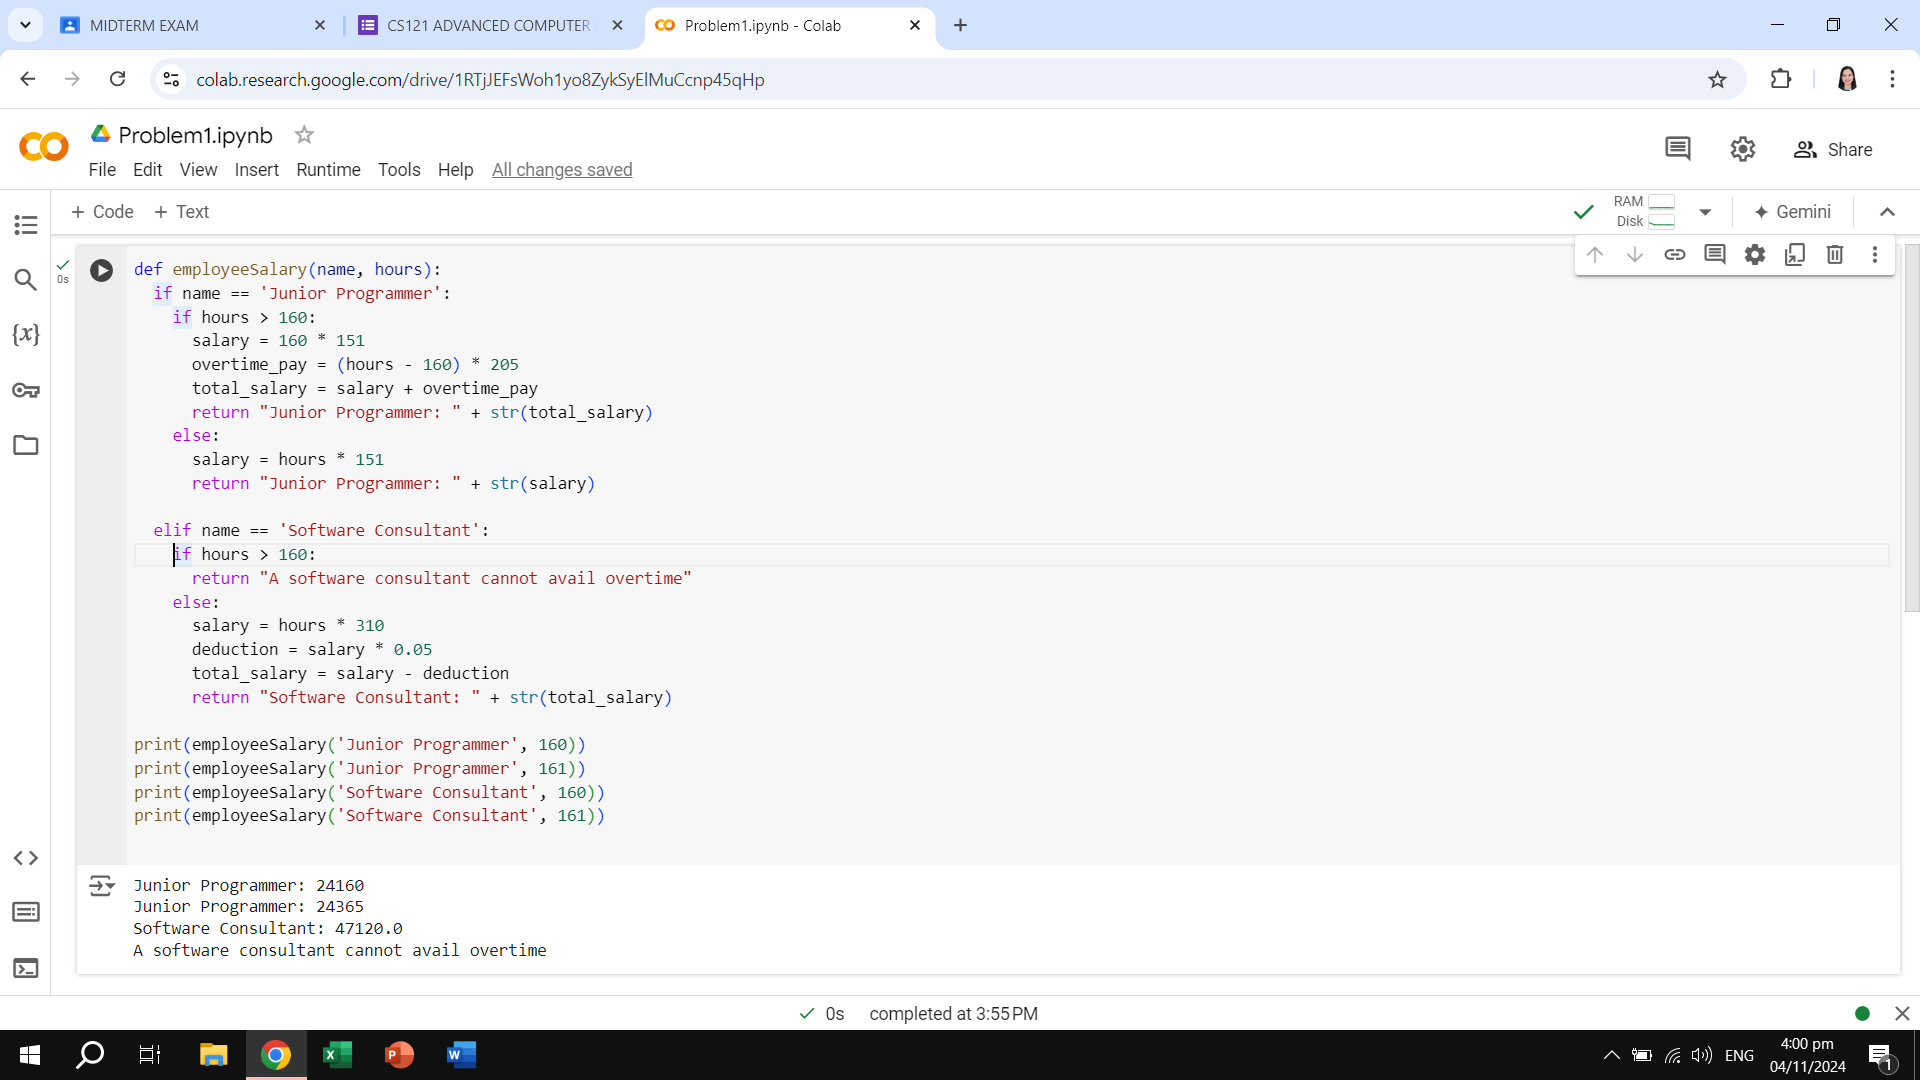 MIDTERM EXAM
CS121 ADVANCED COMPUTER
Problem1.ipynb - Colab
colab.research.google.com/drive/1RTjJEFsWoh1yo8ZykSyElMuCcnp45qHp
Problem1.ipynb
File Edit View Insert Runtime Tools Help All changes saved
Share
+ Code + Text
RAM
Disk
Gemini
0s
def employeeSalary(name, hours):
  if name == 'Junior Programmer':
    if hours > 160:
      salary = 160 * 151
      overtime_pay = (hours - 160) * 205
      total_salary = salary + overtime_pay
      return "Junior Programmer: " + str(total_salary)
    else:
      salary = hours * 151
      return "Junior Programmer: " + str(salary)
  elif name == 'Software Consultant':
    if hours > 160:
      return "A software consultant cannot avail overtime"
    else:
      salary = hours * 310
      deduction = salary * 0.05
      total_salary = salary - deduction
      return "Software Consultant: " + str(total_salary)
print(employeeSalary('Junior Programmer', 160))
print(employeeSalary('Junior Programmer', 161))
print(employeeSalary('Software Consultant', 160))
print(employeeSalary('Software Consultant', 161))
Junior Programmer: 24160
Junior Programmer: 24365
Software Consultant: 47120.0
A software consultant cannot avail overtime
0s completed at 3:55 PM
ENG
4:00 pm
04/11/2024
1